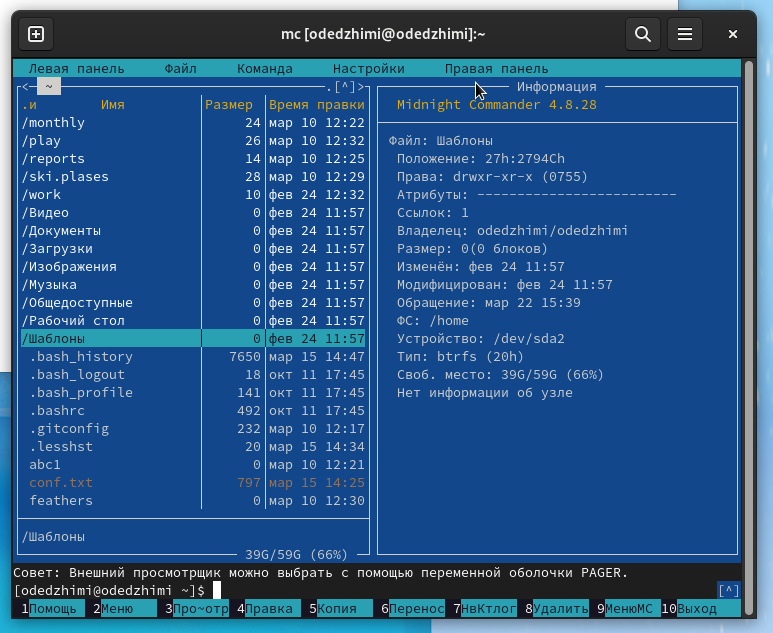 mc [odedzhimi@odedzhimi]:~
Левая панель Файл Команда Настройки Правая панель
<─ ~ ─.[^]>
.и Имя Размер Время правки
/monthly 24 мар 10 12:22
/play 26 мар 10 12:32
/reports 14 мар 10 12:25
/ski.plases 28 мар 10 12:29
/work 10 фев 24 12:32
/Видео 0 фев 24 11:57
/Документы 0 фев 24 11:57
/Загрузки 0 фев 24 11:57
/Изображения 0 фев 24 11:57
/Музыка 0 фев 24 11:57
/Общедоступные 0 фев 24 11:57
/Рабочий стол 0 фев 24 11:57
/Шаблоны 0 фев 24 11:57
.bash_history 7650 мар 15 14:47
.bash_logout 18 окт 11 17:45
.bash_profile 141 окт 11 17:45
.bashrc 492 окт 11 17:45
.gitconfig 232 мар 10 12:17
.lesshst 20 мар 15 14:34
abc1 0 мар 10 12:21
conf.txt 797 мар 15 14:25
feathers 0 мар 10 12:30
/Шаблоны
39G/59G (66%)
Информация
Midnight Commander 4.8.28
Файл: Шаблоны
Положение: 27h:2794Ch
Права: drwxr-xr-x (0755)
Атрибуты: -------------------------
Ссылок: 1
Владелец: odedzhimi/odedzhimi
Размер: 0(0 блоков)
Изменён: фев 24 11:57
Модифицирован: фев 24 11:57
Обращение: мар 22 15:39
ФС: /home
Устройство: /dev/sda2
Тип: btrfs (20h)
Своб. место: 39G/59G (66%)
Нет информации об узле
Совет: Внешний просмотрщик можно выбрать с помощью переменной оболочки PAGER.
[odedzhimi@odedzhimi ~]$ [^]
1Помощь 2Меню 3Про~отр 4Правка 5Копия 6Перенос 7НвКтлог 8Удалить 9МенюMC 10Выход